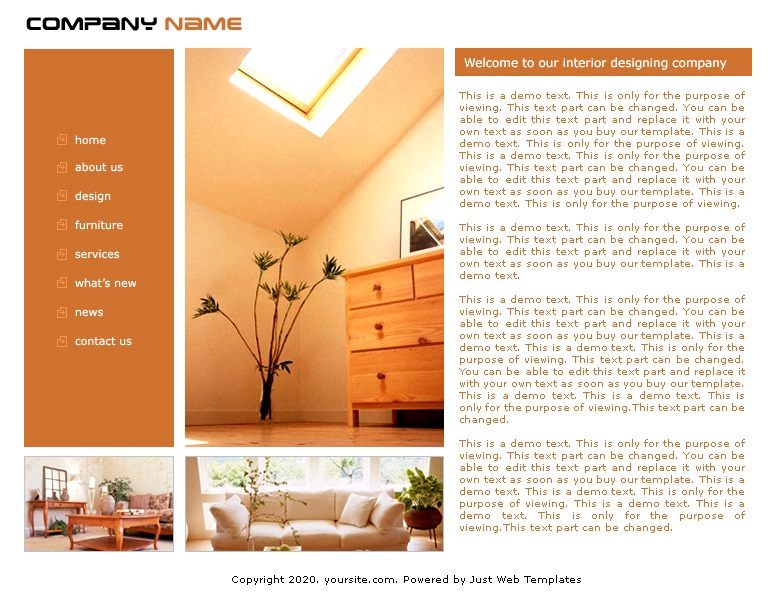 COMPANY NAME
home
about us
design
furniture
services
what's new
news
contact us
Welcome to our interior designing company
This is a demo text. This is only for the purpose of
viewing. This text part can be changed. You can be
able to edit this text part and replace it with your
own text as soon as you buy our template. This is a
demo text. This is only for the purpose of viewing.
This is a demo text. This is only for the purpose of
viewing. This text part can be changed. You can be
able to edit this text part and replace it with your
own text as soon as you buy our template. This is a
demo text. This is only for the purpose of viewing.
This is a demo text. This is only for the purpose of
viewing. This text part can be changed. You can be
able to edit this text part and replace it with your
own text as soon as you buy our template. This is a
demo text.
This is a demo text. This is only for the purpose of
viewing. This text part can be changed. You can be
able to edit this text part and replace it with your
own text as soon as you buy our template. This is a
demo text. This is a demo text. This is only for the
purpose of viewing. This text part can be changed.
You can be able to edit this text part and replace it
with your own text as soon as you buy our template.
This is a demo text. This is a demo text. This is
only for the purpose of viewing.This text part can be
changed.
This is a demo text. This is only for the purpose of
viewing. This text part can be changed. You can be
able to edit this text part and replace it with your
own text as soon as you buy our template. This is a
demo text. This is a demo text. This is only for the
purpose of viewing. This is a demo text. This is a
demo text. This is only for the purpose of
viewing.This text part can be changed.
Copyright 2020. yoursite.com. Powered by Just Web Templates